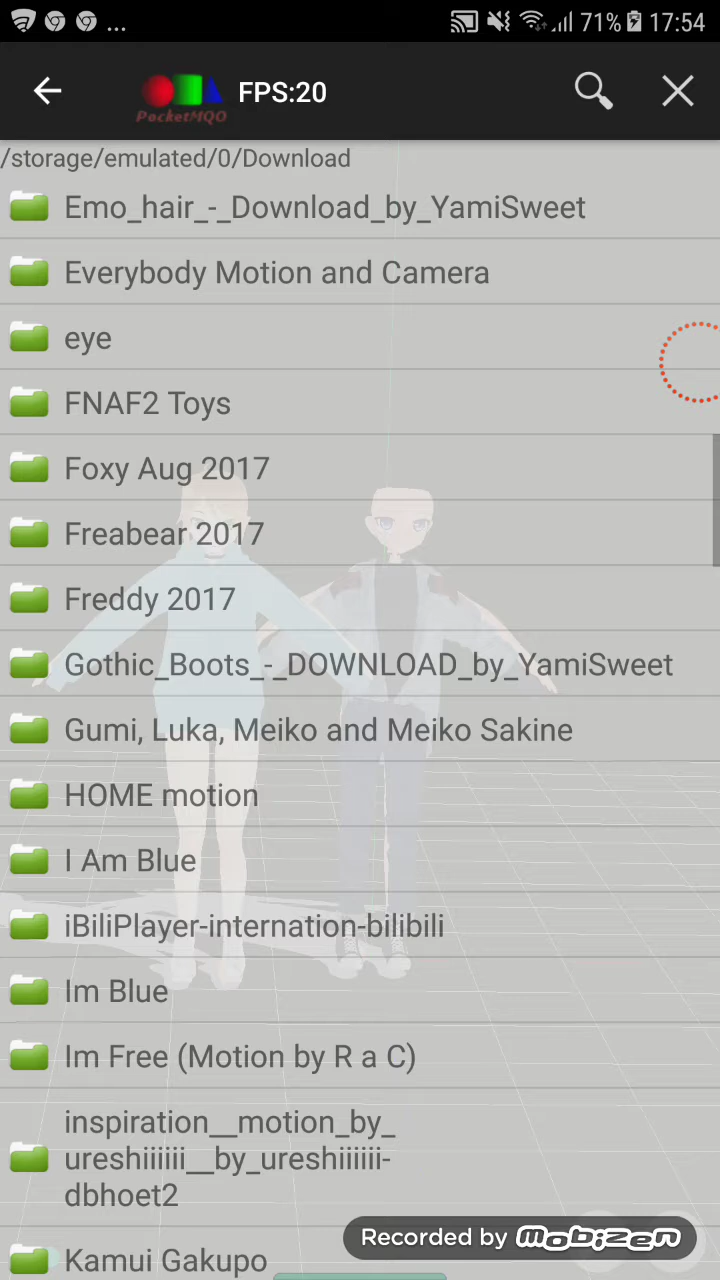 ... 71% 17:54
PocketMQO FPS:20
/storage/emulated/0/Download
Emo_hair_-_Download_by_YamiSweet
Everybody Motion and Camera
eye
FNAF2 Toys
Foxy Aug 2017
Freabear 2017
Freddy 2017
Gothic_Boots_-_DOWNLOAD_by_YamiSweet
Gumi, Luka, Meiko and Meiko Sakine
HOME motion
I Am Blue
iBiliPlayer-internation-bilibili
Im Blue
Im Free (Motion by R a C)
inspiration__motion_by_
ureshiiiiii__by_ureshiiiiii-
dbhoet2
Kamui Gakupo
Recorded by mobizen